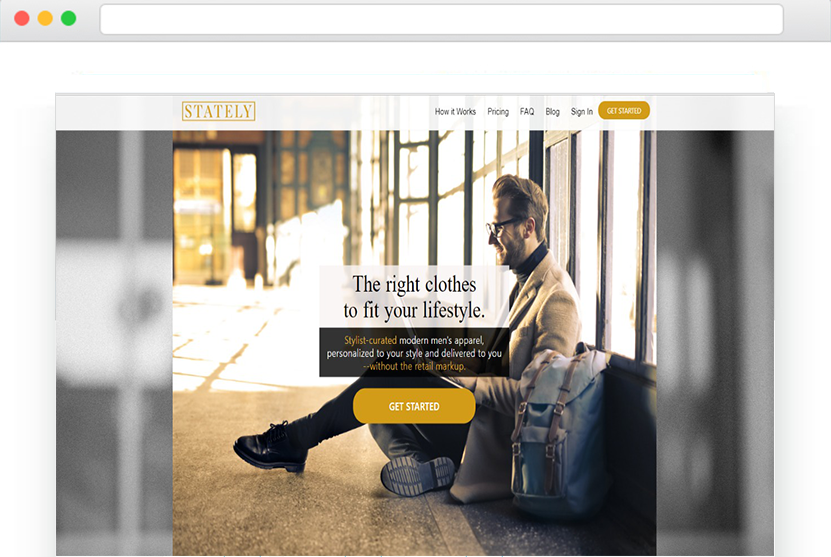 STATELY
How it Works Pricing FAQ Blog Sign In GET STARTED
The right clothes
to fit your lifestyle.
Stylist-curated modern men's apparel,
personalized to your style and delivered to you
--without the retail markup.
GET STARTED